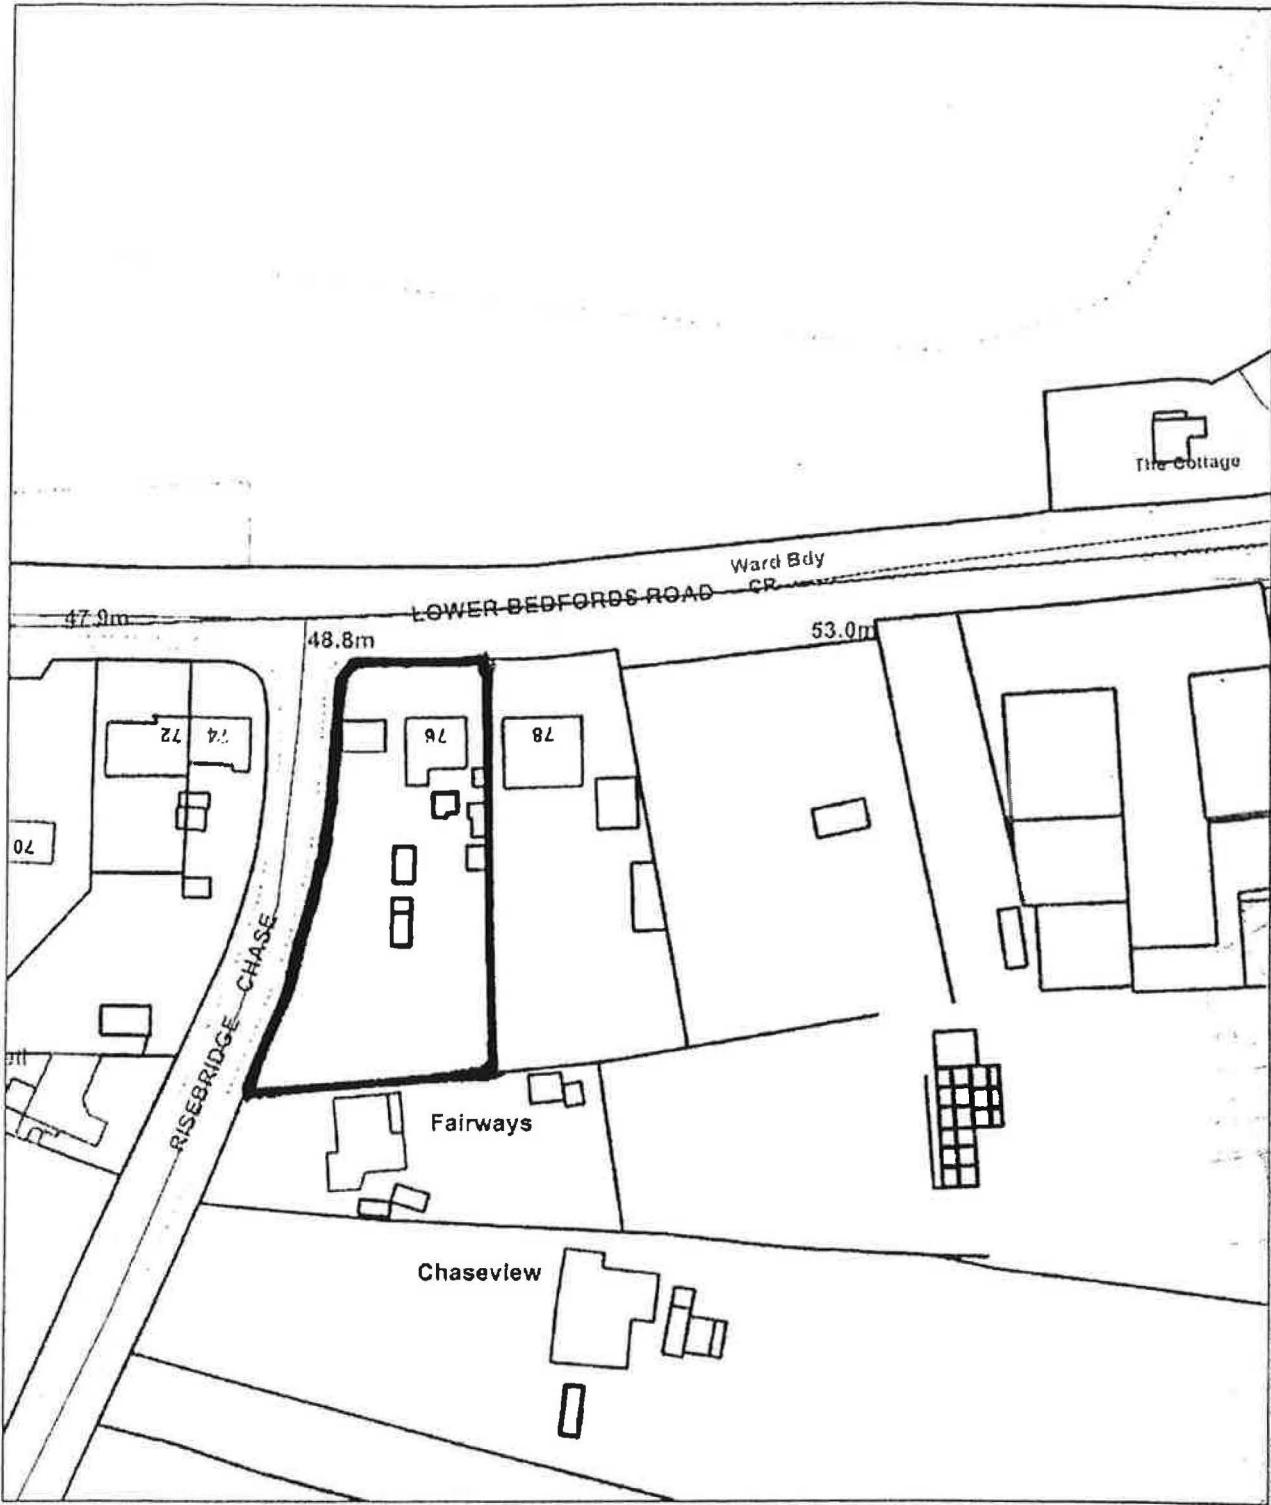 The Cottage
Ward Bdy
LOWER BEDFORDS ROAD CR
47.9m
48.8m
53.0m
72
74
76
78
70
RISEBRIDGE CHASE
Fairways
Chaseview